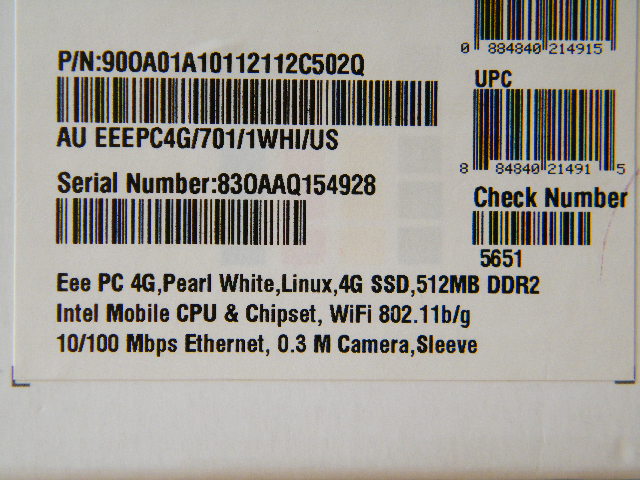 0 884840 214915
P/N:90OA01A10112112C502Q
UPC
AU EEEPC4G/701/1WHI/US
8 84840 21491 5
Serial Number:83OAAQ154928
Check Number
5651
Eee PC 4G,Pearl White,Linux,4G SSD,512MB DDR2
Intel Mobile CPU & Chipset, WiFi 802.11b/g
10/100 Mbps Ethernet, 0.3 M Camera,Sleeve